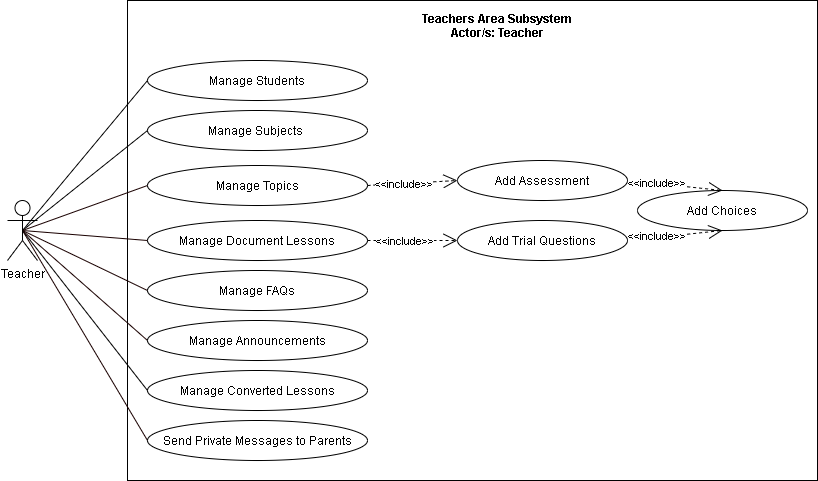 Teachers Area Subsystem
Actor/s: Teacher
Manage Students
Manage Subjects
Manage Topics
<<include>>
Add Assessment
<<include>>
Add Choices
Teacher
Manage Document Lessons
<<include>>
Add Trial Questions
<<include>>
Manage FAQs
Manage Announcements
Manage Converted Lessons
Send Private Messages to Parents